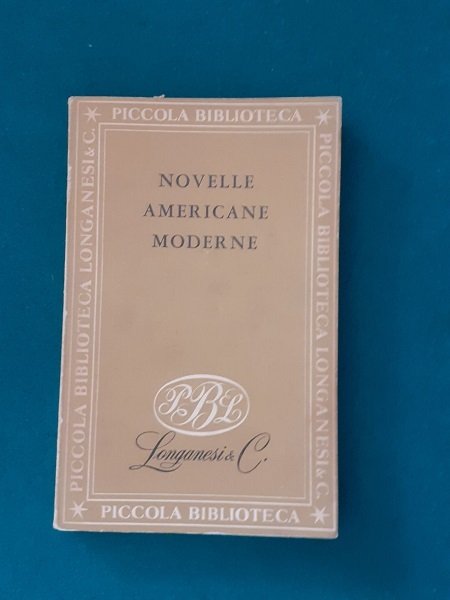 PICCOLA BIBLIOTECA
PICCOLA BIBLIOTECA LONGANESI & C.
NOVELLE
AMERICANE
MODERNE
PBL
Longanesi & C.
PICCOLA BIBLIOTECA LONGANESI & C.
PICCOLA BIBLIOTECA